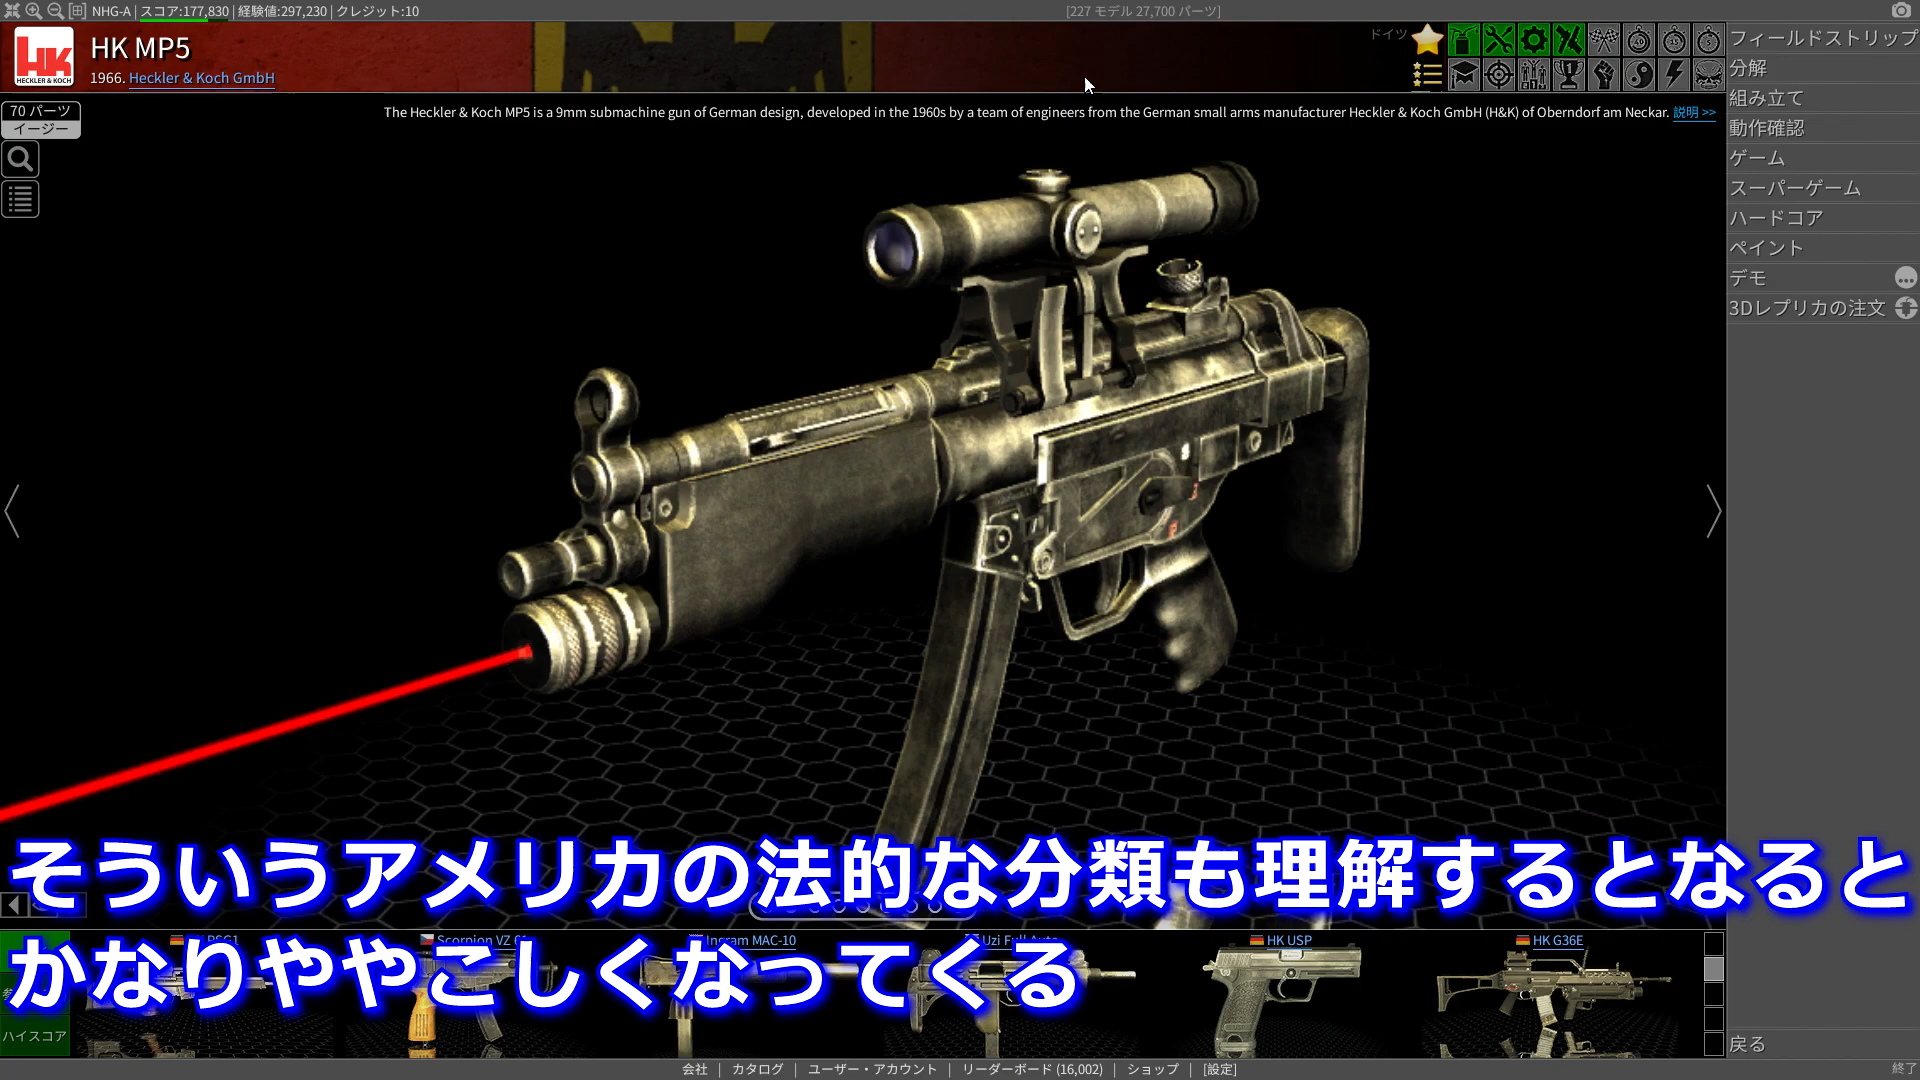 NHG-A | スコア:177,830 | 経験値:297,230 | クレジット:10
[227 モデル 27,700 パーツ]
HK MP5
1966. Heckler & Koch GmbH
HK
HECKLER & KOCH
ドイツ
70 パーツ
イージー
The Heckler & Koch MP5 is a 9mm submachine gun of German design, developed in the 1960s by a team of engineers from the German small arms manufacturer Heckler & Koch GmbH (H&K) of Oberndorf am Neckar. 説明 >>
フィールドストリップ
分解
組み立て
動作確認
ゲーム
スーパーゲーム
ハードコア
ペイント
デモ
3Dレプリカの注文
そういうアメリカの法的な分類も理解するとなると
かなりややこしくなってくる
PSG1
Scorpion VZ 61
Ingram MAC-10
Uzi Full Auto
HK USP
HK G36E
ハイスコア
戻る
会社 | カタログ | ユーザー・アカウント | リーダーボード (16,002) | ショップ | [設定]
終了